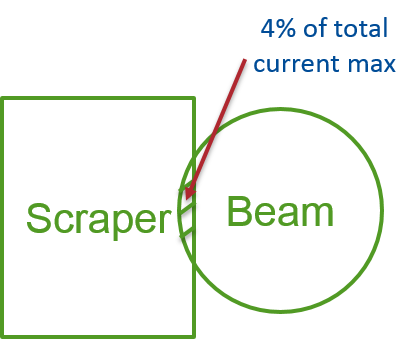 4% of total
current max
Scraper
Beam